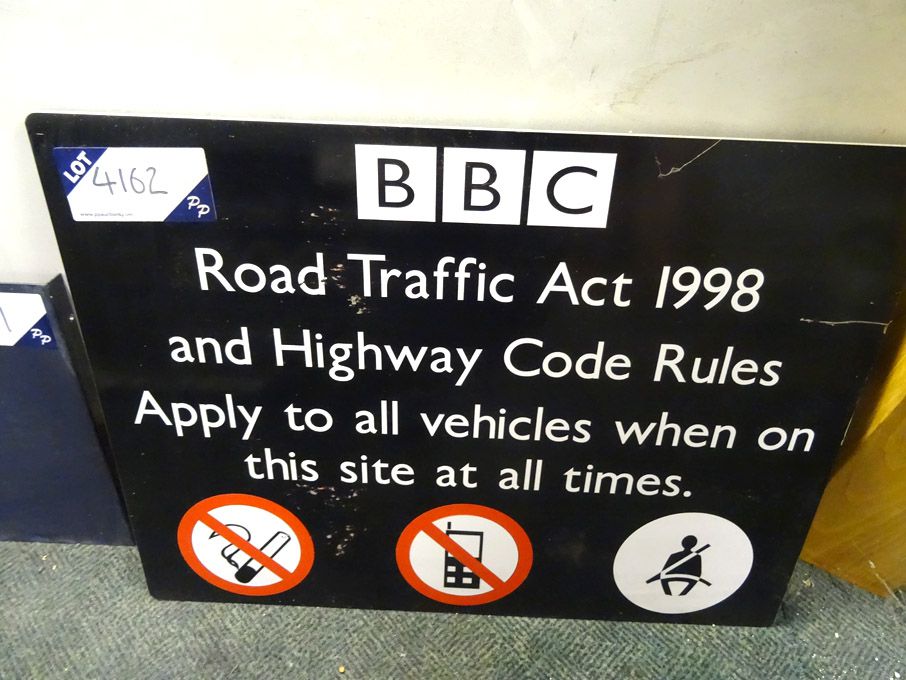 LOT
4162
PP
BBC
Road Traffic Act 1998
and Highway Code Rules
Apply to all vehicles when on
this site at all times.
PP